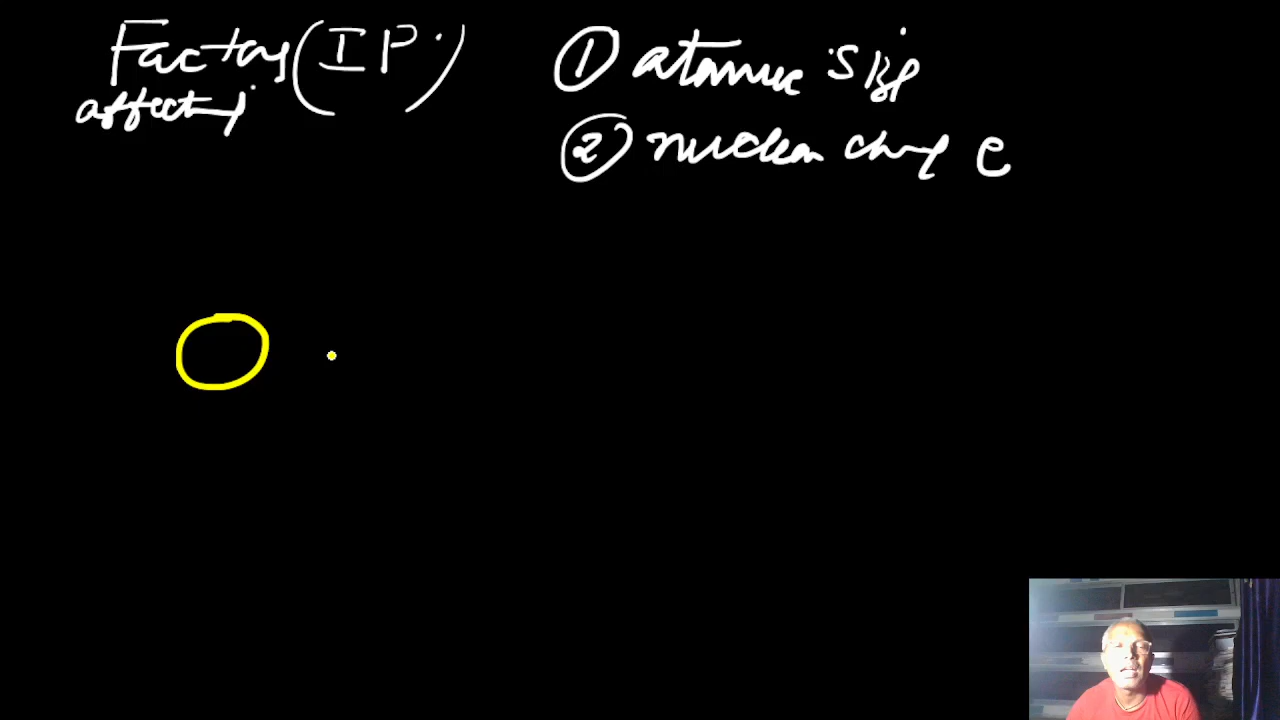 Factors (I P.) ① atomic size
affecting
② nuclear charge e